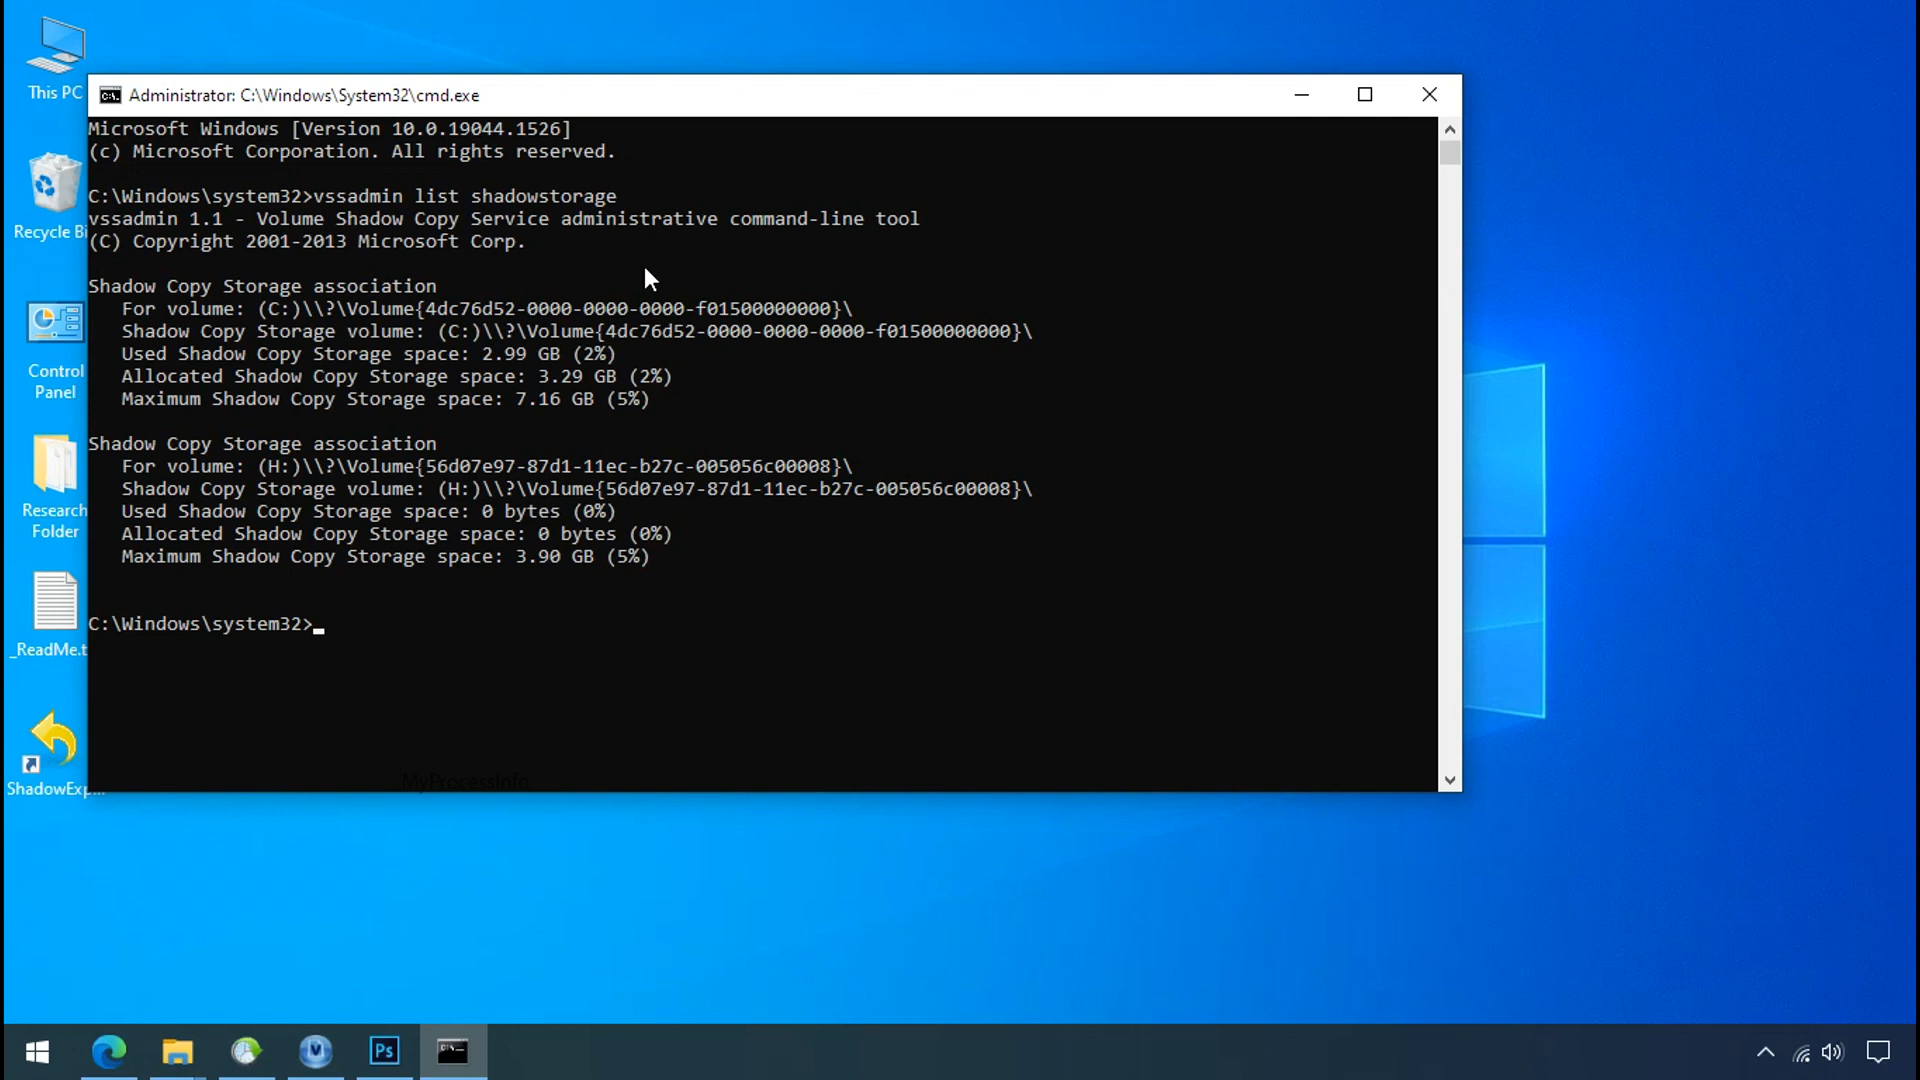 This PC
Recycle Bi
Control
Panel
Research
Folder
_ReadMe.t
ShadowExp...
Administrator: C:\Windows\System32\cmd.exe
Microsoft Windows [Version 10.0.19044.1526]
(c) Microsoft Corporation. All rights reserved.
C:\Windows\system32>vssadmin list shadowstorage
vssadmin 1.1 - Volume Shadow Copy Service administrative command-line tool
(C) Copyright 2001-2013 Microsoft Corp.
Shadow Copy Storage association
For volume: (C:)\\?\Volume{4dc76d52-0000-0000-0000-f01500000000}\
Shadow Copy Storage volume: (C:)\\?\Volume{4dc76d52-0000-0000-0000-f01500000000}\
Used Shadow Copy Storage space: 2.99 GB (2%)
Allocated Shadow Copy Storage space: 3.29 GB (2%)
Maximum Shadow Copy Storage space: 7.16 GB (5%)
Shadow Copy Storage association
For volume: (H:)\\?\Volume{56d07e97-87d1-11ec-b27c-005056c00008}\
Shadow Copy Storage volume: (H:)\\?\Volume{56d07e97-87d1-11ec-b27c-005056c00008}\
Used Shadow Copy Storage space: 0 bytes (0%)
Allocated Shadow Copy Storage space: 0 bytes (0%)
Maximum Shadow Copy Storage space: 3.90 GB (5%)
C:\Windows\system32>_
MyProcessInfo
Ps